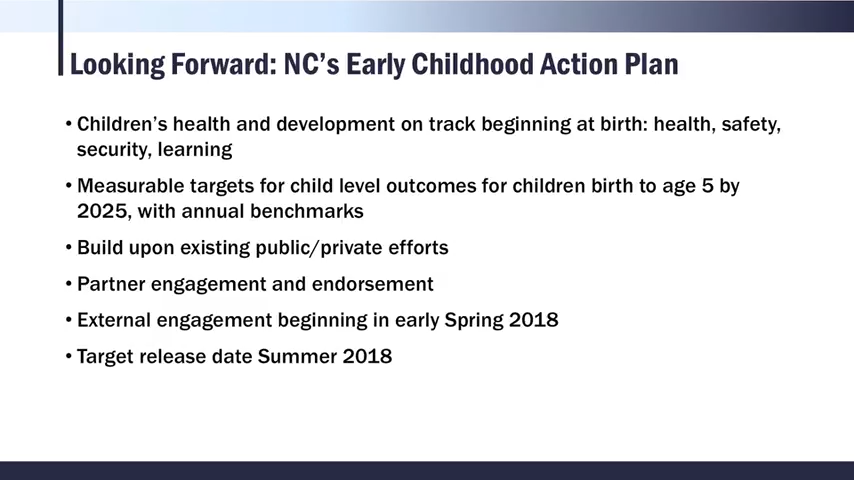 Looking Forward: NC's Early Childhood Action Plan
• Children's health and development on track beginning at birth: health, safety,
security, learning
• Measurable targets for child level outcomes for children birth to age 5 by
2025, with annual benchmarks
• Build upon existing public/private efforts
• Partner engagement and endorsement
• External engagement beginning in early Spring 2018
• Target release date Summer 2018